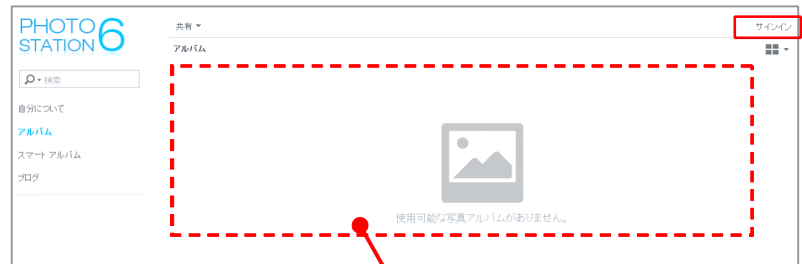 PHOTO
STATION 6
共有
サインイン
アルバム
検索
自分について
アルバム
スマート アルバム
ブログ
使用可能な写真アルバムがありません。